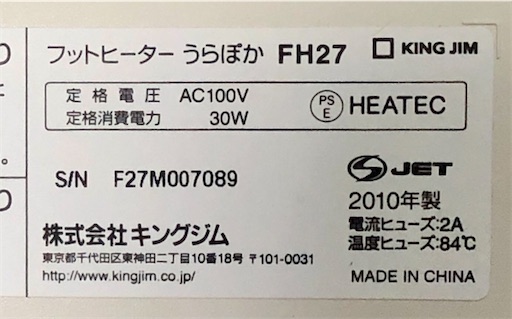 フットヒーター うらぽか FH27 KING JIM
定格電圧 AC100V
定格消費電力 30W
PS
E
HEATEC
S/N F27M007089
S JET
2010年製
電流ヒューズ:2A
温度ヒューズ:84℃
株式会社キングジム
東京都千代田区東神田二丁目10番18号 〒101-0031
http://www.kingjim.co.jp/
MADE IN CHINA